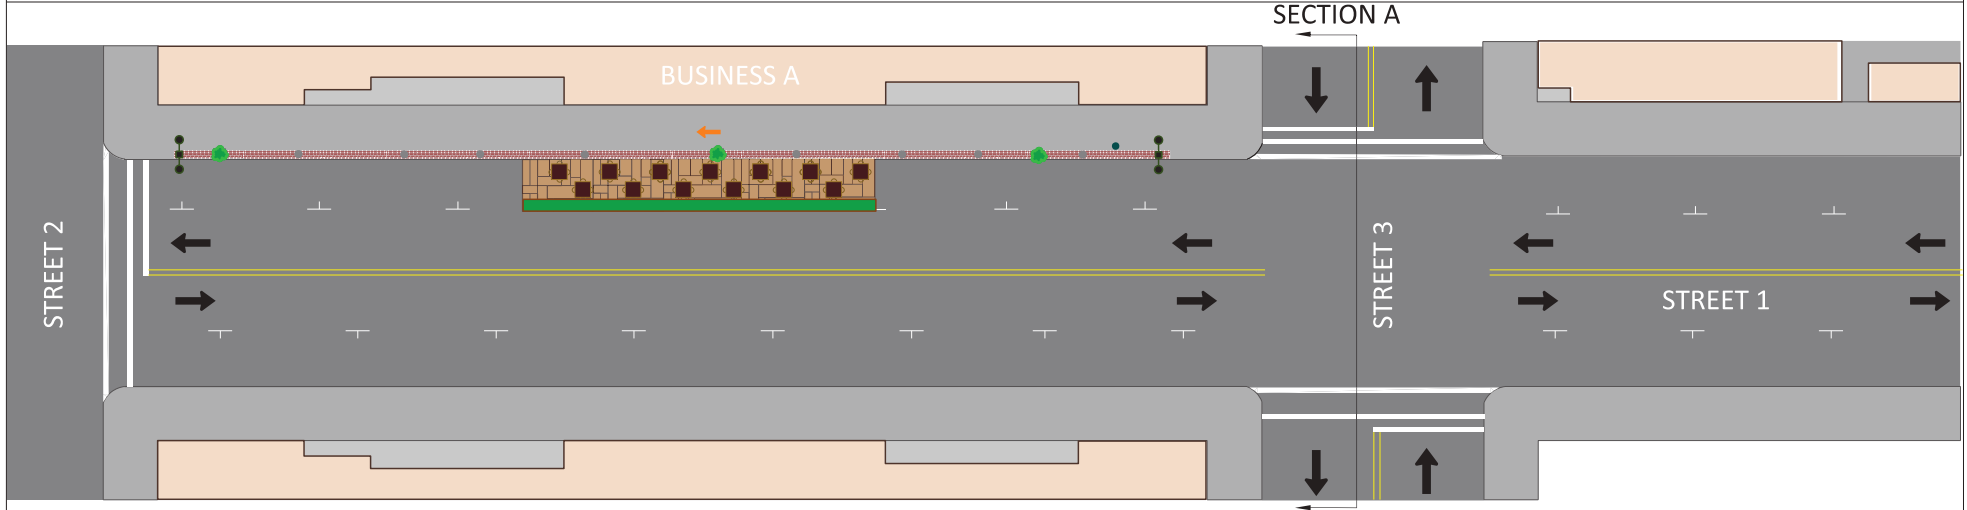 SECTION A
BUSINESS A
STREET 2
STREET 3
STREET 1